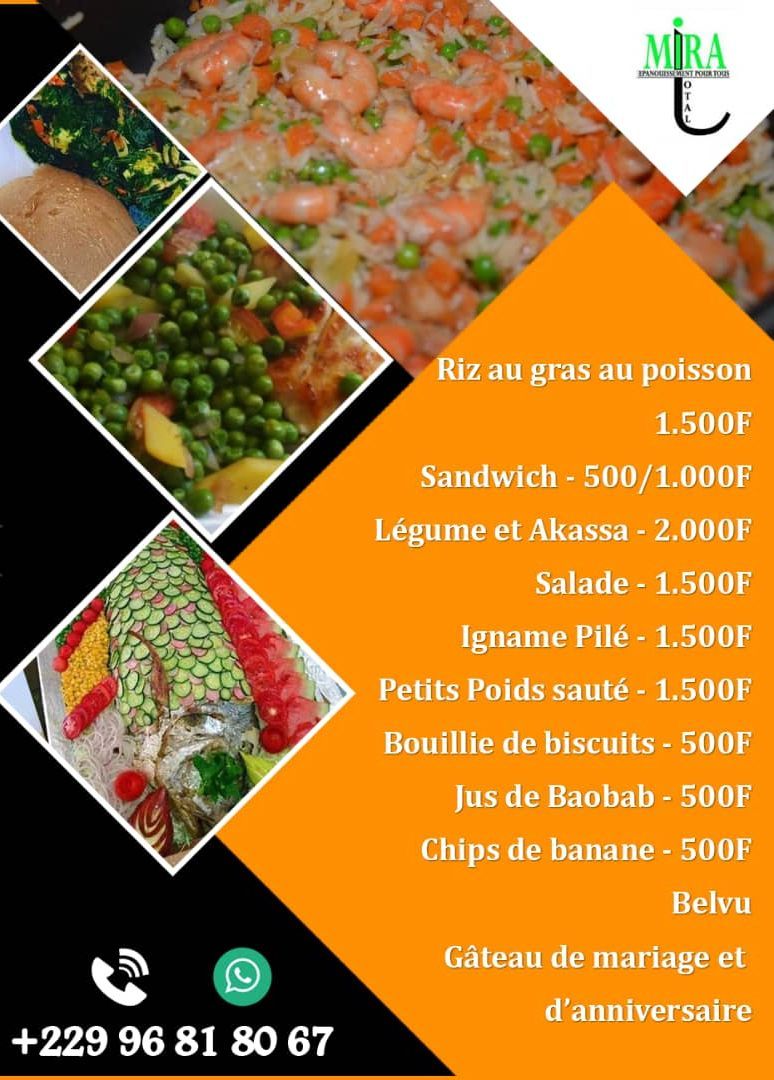 MiRA
EPANOUISSEMENT POUR TOUS
TOTAL
Riz au gras au poisson
1.500F
Sandwich - 500/1.000F
Légume et Akassa - 2.000F
Salade - 1.500F
Igname Pilé - 1.500F
Petits Poids sauté - 1.500F
Bouillie de biscuits - 500F
Jus de Baobab - 500F
Chips de banane - 500F
Belvu
Gâteau de mariage et
d’anniversaire
+229 96 81 80 67